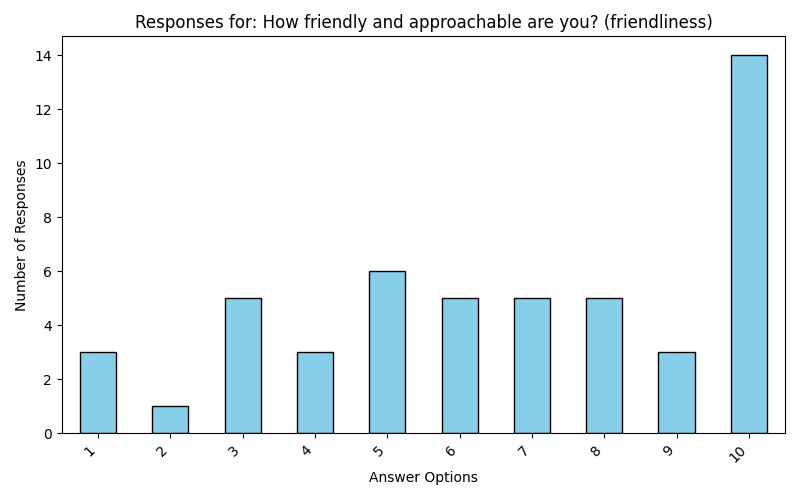 Responses for: How friendly and approachable are you? (friendliness)
14
12
10
8
6
4
2
0
Number of Responses
1 2 3 4 5 6 7 8 9 10
Answer Options